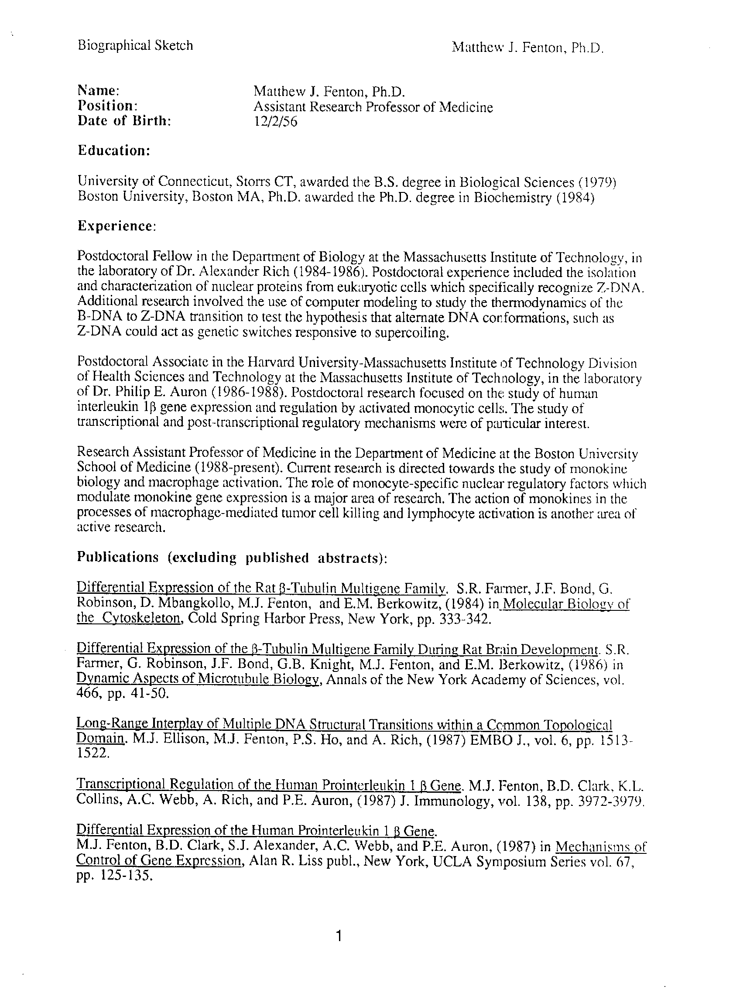 Biographical Sketch Matthew J. Fenton, Ph.D.
Name: Matthew J. Fenton, Ph.D.
Position: Assistant Research Professor of Medicine
Date of Birth: 12/2/56
Education:
University of Connecticut, Storrs CT, awarded the B.S. degree in Biological Sciences (1979)
Boston University, Boston MA, Ph.D. awarded the Ph.D. degree in Biochemistry (1984)
Experience:
Postdoctoral Fellow in the Department of Biology at the Massachusetts Institute of Technology, in
the laboratory of Dr. Alexander Rich (1984-1986). Postdoctoral experience included the isolation
and characterization of nuclear proteins from eukaryotic cells which specifically recognize Z-DNA.
Additional research involved the use of computer modeling to study the thermodynamics of the
B-DNA to Z-DNA transition to test the hypothesis that alternate DNA conformations, such as
Z-DNA could act as genetic switches responsive to supercoiling.
Postdoctoral Associate in the Harvard University-Massachusetts Institute of Technology Division
of Health Sciences and Technology at the Massachusetts Institute of Technology, in the laboratory
of Dr. Philip E. Auron (1986-1988). Postdoctoral research focused on the study of human
interleukin 1β gene expression and regulation by activated monocytic cells. The study of
transcriptional and post-transcriptional regulatory mechanisms were of particular interest.
Research Assistant Professor of Medicine in the Department of Medicine at the Boston University
School of Medicine (1988-present). Current research is directed towards the study of monokine
biology and macrophage activation. The role of monocyte-specific nuclear regulatory factors which
modulate monokine gene expression is a major area of research. The action of monokines in the
processes of macrophage-mediated tumor cell killing and lymphocyte activation is another area of
active research.
Publications (excluding published abstracts):
Differential Expression of the Rat β-Tubulin Multigene Family. S.R. Farmer, J.F. Bond, G.
Robinson, D. Mbangkollo, M.J. Fenton, and E.M. Berkowitz, (1984) in Molecular Biology of
the Cytoskeleton, Cold Spring Harbor Press, New York, pp. 333-342.
Differential Expression of the β-Tubulin Multigene Family During Rat Brain Development. S.R.
Farmer, G. Robinson, J.F. Bond, G.B. Knight, M.J. Fenton, and E.M. Berkowitz, (1986) in
Dynamic Aspects of Microtubule Biology, Annals of the New York Academy of Sciences, vol.
466, pp. 41-50.
Long-Range Interplay of Multiple DNA Structural Transitions within a Common Topological
Domain. M.J. Ellison, M.J. Fenton, P.S. Ho, and A. Rich, (1987) EMBO J., vol. 6, pp. 1513-
1522.
Transcriptional Regulation of the Human Prointerleukin 1 β Gene. M.J. Fenton, B.D. Clark, K.L.
Collins, A.C. Webb, A. Rich, and P.E. Auron, (1987) J. Immunology, vol. 138, pp. 3972-3979.
Differential Expression of the Human Prointerleukin 1 β Gene.
M.J. Fenton, B.D. Clark, S.J. Alexander, A.C. Webb, and P.E. Auron, (1987) in Mechanisms of
Control of Gene Expression, Alan R. Liss publ., New York, UCLA Symposium Series vol. 67,
pp. 125-135.
1